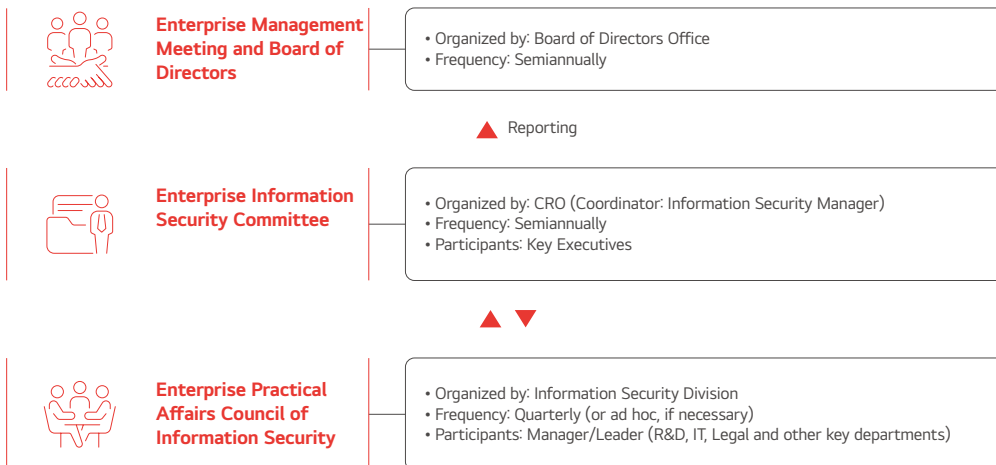 Enterprise Management
Meeting and Board of
Directors
• Organized by: Board of Directors Office
• Frequency: Semiannually
Reporting
Enterprise Information
Security Committee
• Organized by: CRO (Coordinator: Information Security Manager)
• Frequency: Semiannually
• Participants: Key Executives
Enterprise Practical
Affairs Council of
Information Security
• Organized by: Information Security Division
• Frequency: Quarterly (or ad hoc, if necessary)
• Participants: Manager/Leader (R&D, IT, Legal and other key departments)